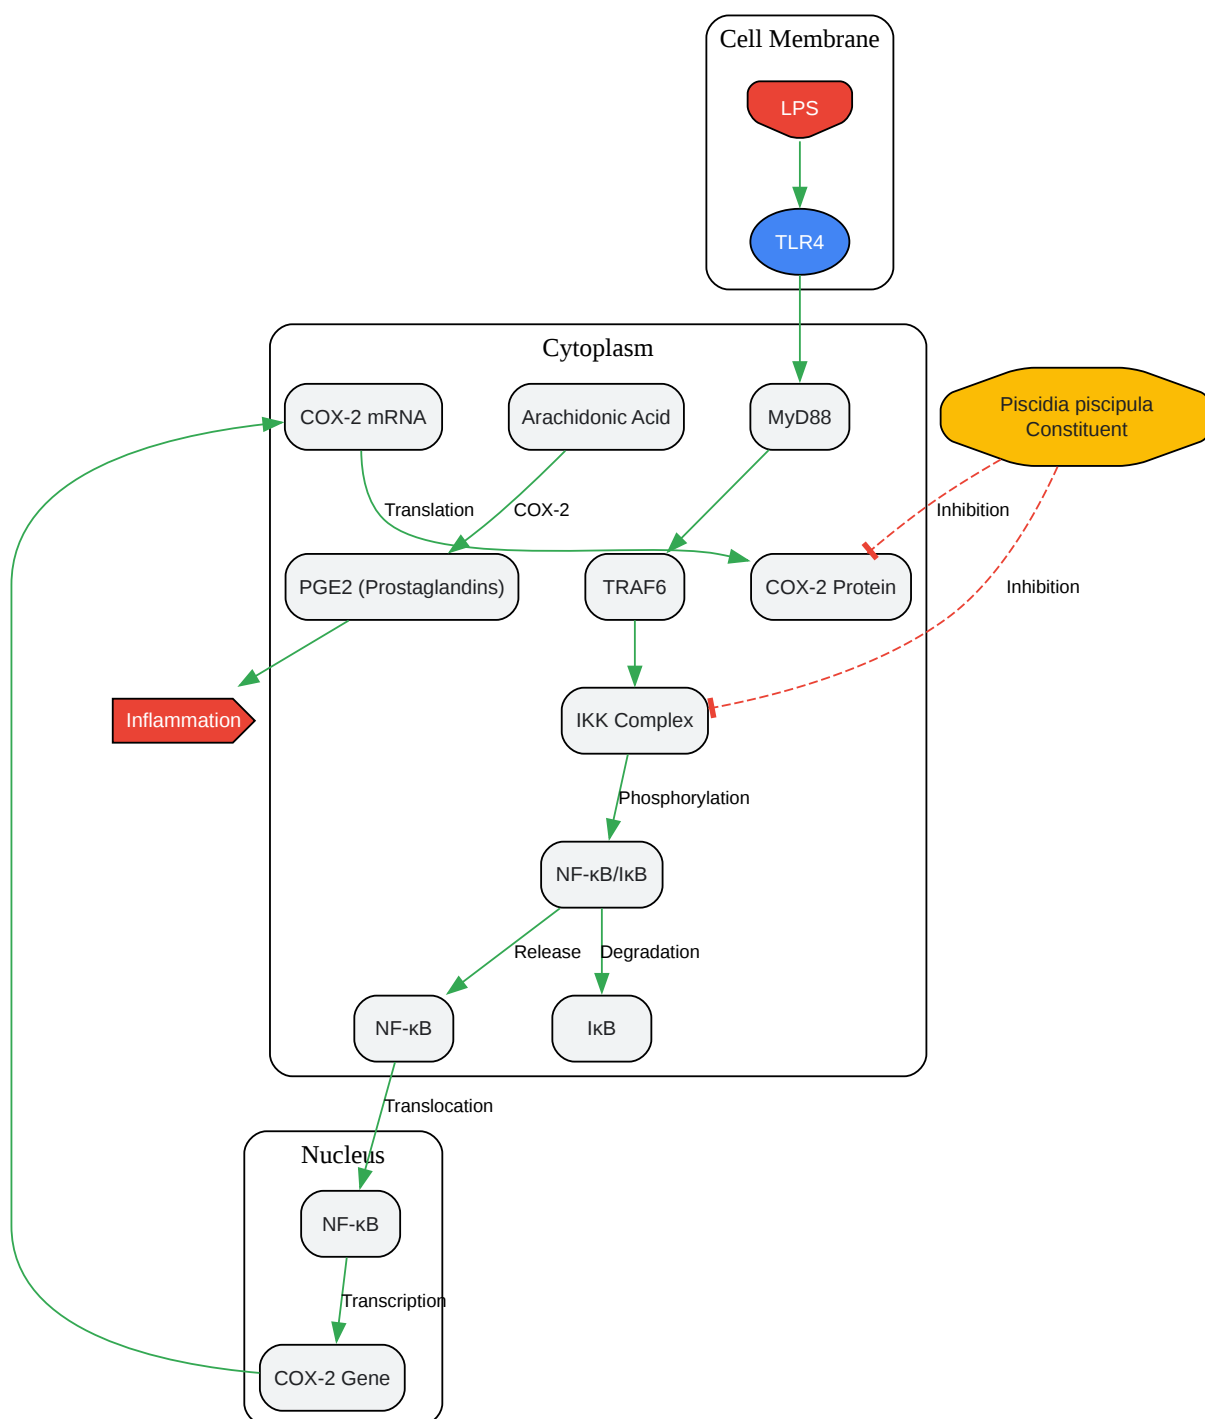 Cell Membrane
LPS
TLR4
Cytoplasm
COX-2 mRNA
Arachidonic Acid
MyD88
Piscidia piscipula
Constituent
Translation
COX-2
Inhibition
PGE2 (Prostaglandins)
TRAF6
COX-2 Protein
Inhibition
Inflammation
IKK Complex
Phosphorylation
NF-κB/IκB
Release
Degradation
NF-κB
IκB
Translocation
Nucleus
NF-κB
Transcription
COX-2 Gene